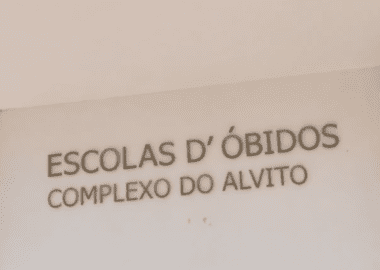 ESCOLAS D' ÓBIDOS
COMPLEXO DO ALVITO